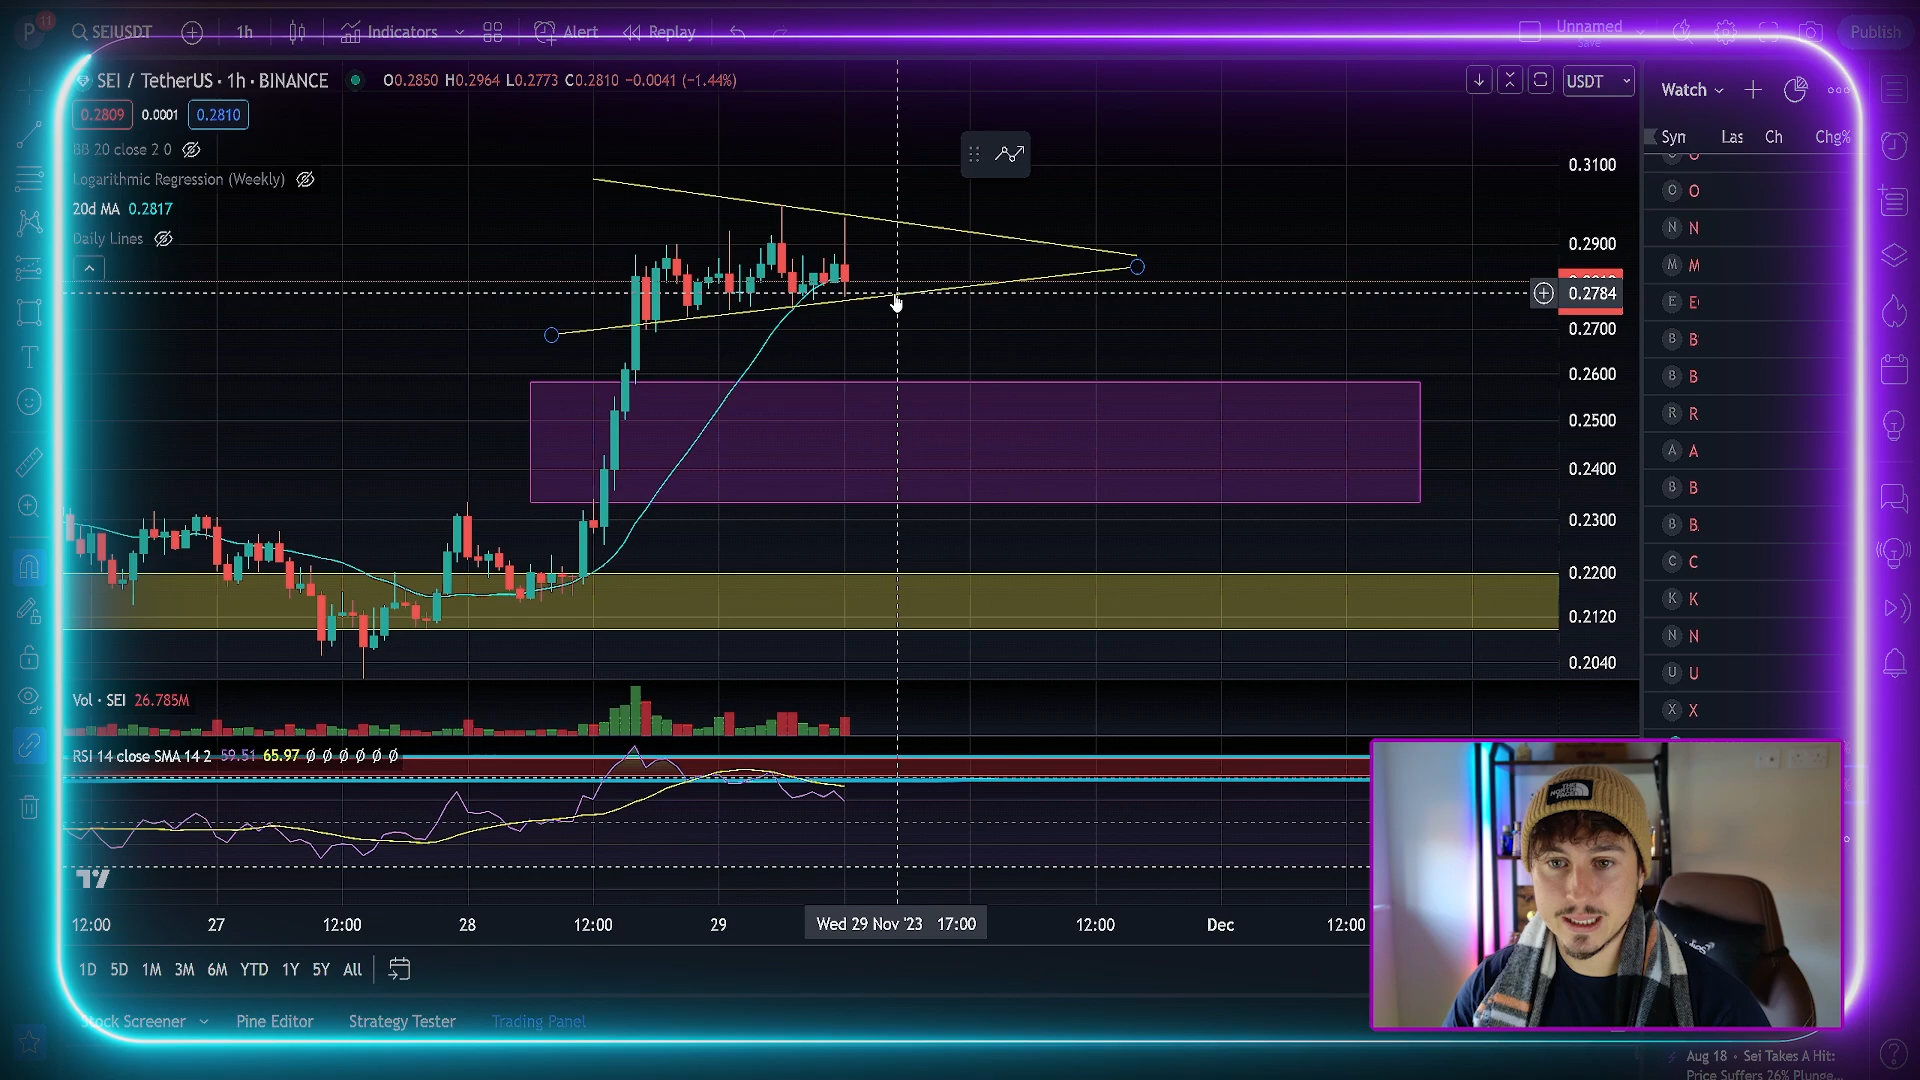 P 11 SEIUSDT 1h Indicators Alert Replay Unnamed Publish
Save
SEI / TetherUS · 1h · BINANCE O0.2850 H0.2964 L0.2773 C0.2810 −0.0041 (−1.44%) USDT
0.2809 0.0001 0.2810
BB 20 close 2 0
Logarithmic Regression (Weekly)
20d MA 0.2817
Daily Lines
Watch
Syn Las Ch Chg%
0.3100
0.2900
0.2784
0.2700
0.2600
0.2500
0.2400
0.2300
0.2200
0.2120
0.2040
O O
N N
M M
E E
B B
B B
R R
A A
B B
B B
C C
K K
N N
U U
X X
Vol · SEI 26.785M
RSI 14 close SMA 14 2 59.51 65.97 Ø Ø Ø Ø Ø Ø
THE
NORTH
FACE
12:00 27 12:00 28 12:00 29 Wed 29 Nov '23 17:00 12:00 Dec 12:00
1D 5D 1M 3M 6M YTD 1Y 5Y All
Stock Screener Pine Editor Strategy Tester Trading Panel
Aug 18 · Sei Takes A Hit:
Price Suffers 26% Plunge...